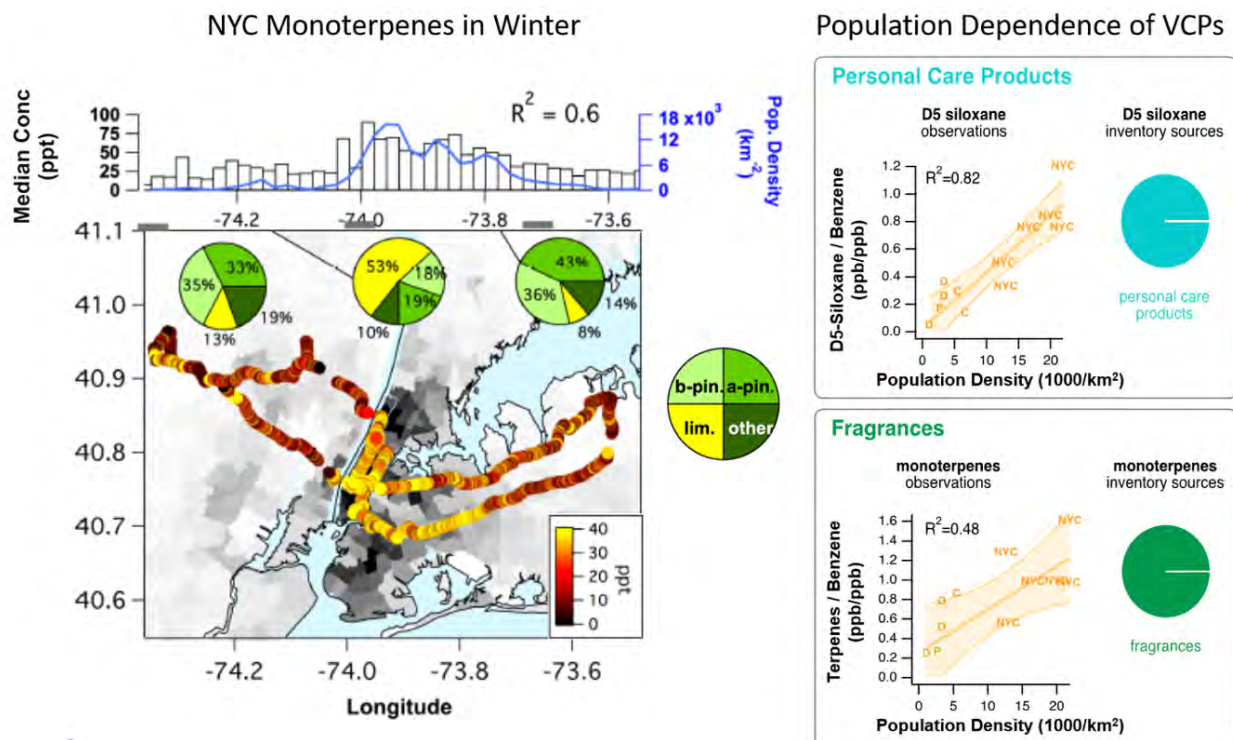 NYC Monoterpenes in Winter
Population Dependence of VCPs
Median Conc
(ppt)
100
75
50
25
0
R² = 0.6
18 x10³
12
6
0
Pop. Density
(km⁻²)
-74.2
-74.0
-73.8
-73.6
41.1
41.0
40.9
40.8
40.7
40.6
35%
33%
19%
13%
53%
18%
19%
10%
43%
36%
14%
8%
b-pin.
a-pin.
lim.
other
40
30
20
10
0
ppt
-74.2
-74.0
-73.8
-73.6
Longitude
Personal Care Products
D5 siloxane
observations
D5 siloxane
inventory sources
R²=0.82
D5-Siloxane / Benzene
(ppb/ppb)
1.2
1.0
0.8
0.6
0.4
0.2
0.0
NYC
NYC
NYC
NYC
NYC
NYC
D
D
C
P
C
D
0
5
10
15
20
Population Density (1000/km²)
personal care
products
Fragrances
monoterpenes
observations
monoterpenes
inventory sources
R²=0.48
Terpenes / Benzene
(ppb/ppb)
1.6
1.4
1.2
1.0
0.8
0.6
0.4
0.2
0.0
NYC
NYC
NYC
NYC
NYC
NYC
D
C
D
D
P
0
5
10
15
20
Population Density (1000/km²)
fragrances